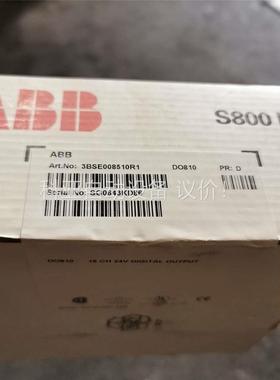 ABB
S800
ABB
Art.No: 3BSE008510R1
DO810
PR: D
DO810 16 CH 24V DIGITAL OUTPUT